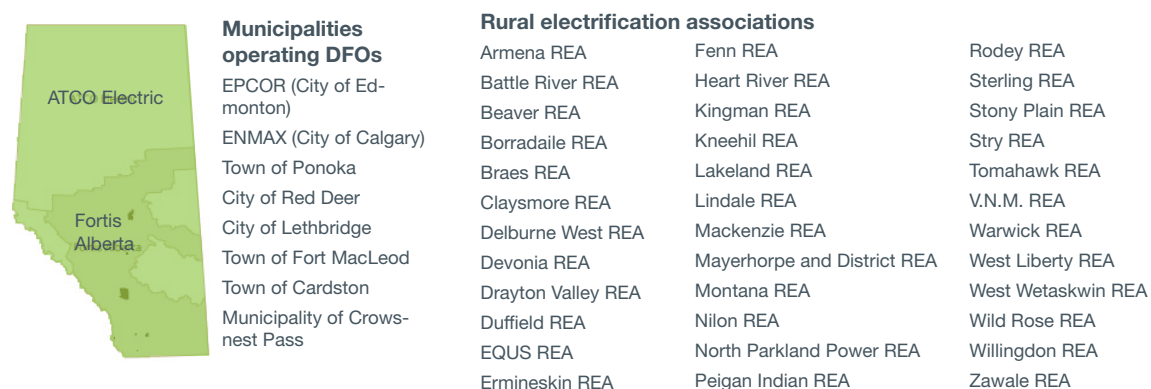 ATCO Electric
Fortis
Alberta
Municipalities
operating DFOs
EPCOR (City of Ed-
monton)
ENMAX (City of Calgary)
Town of Ponoka
City of Red Deer
City of Lethbridge
Town of Fort MacLeod
Town of Cardston
Municipality of Crows-
nest Pass
Rural electrification associations
Armena REA
Battle River REA
Beaver REA
Borradaile REA
Braes REA
Claysmore REA
Delburne West REA
Devonia REA
Drayton Valley REA
Duffield REA
EQUS REA
Ermineskin REA
Fenn REA
Heart River REA
Kingman REA
Kneehil REA
Lakeland REA
Lindale REA
Mackenzie REA
Mayerhorpe and District REA
Montana REA
Nilon REA
North Parkland Power REA
Peigan Indian REA
Rodey REA
Sterling REA
Stony Plain REA
Stry REA
Tomahawk REA
V.N.M. REA
Warwick REA
West Liberty REA
West Wetaskwin REA
Wild Rose REA
Willingdon REA
Zawale REA